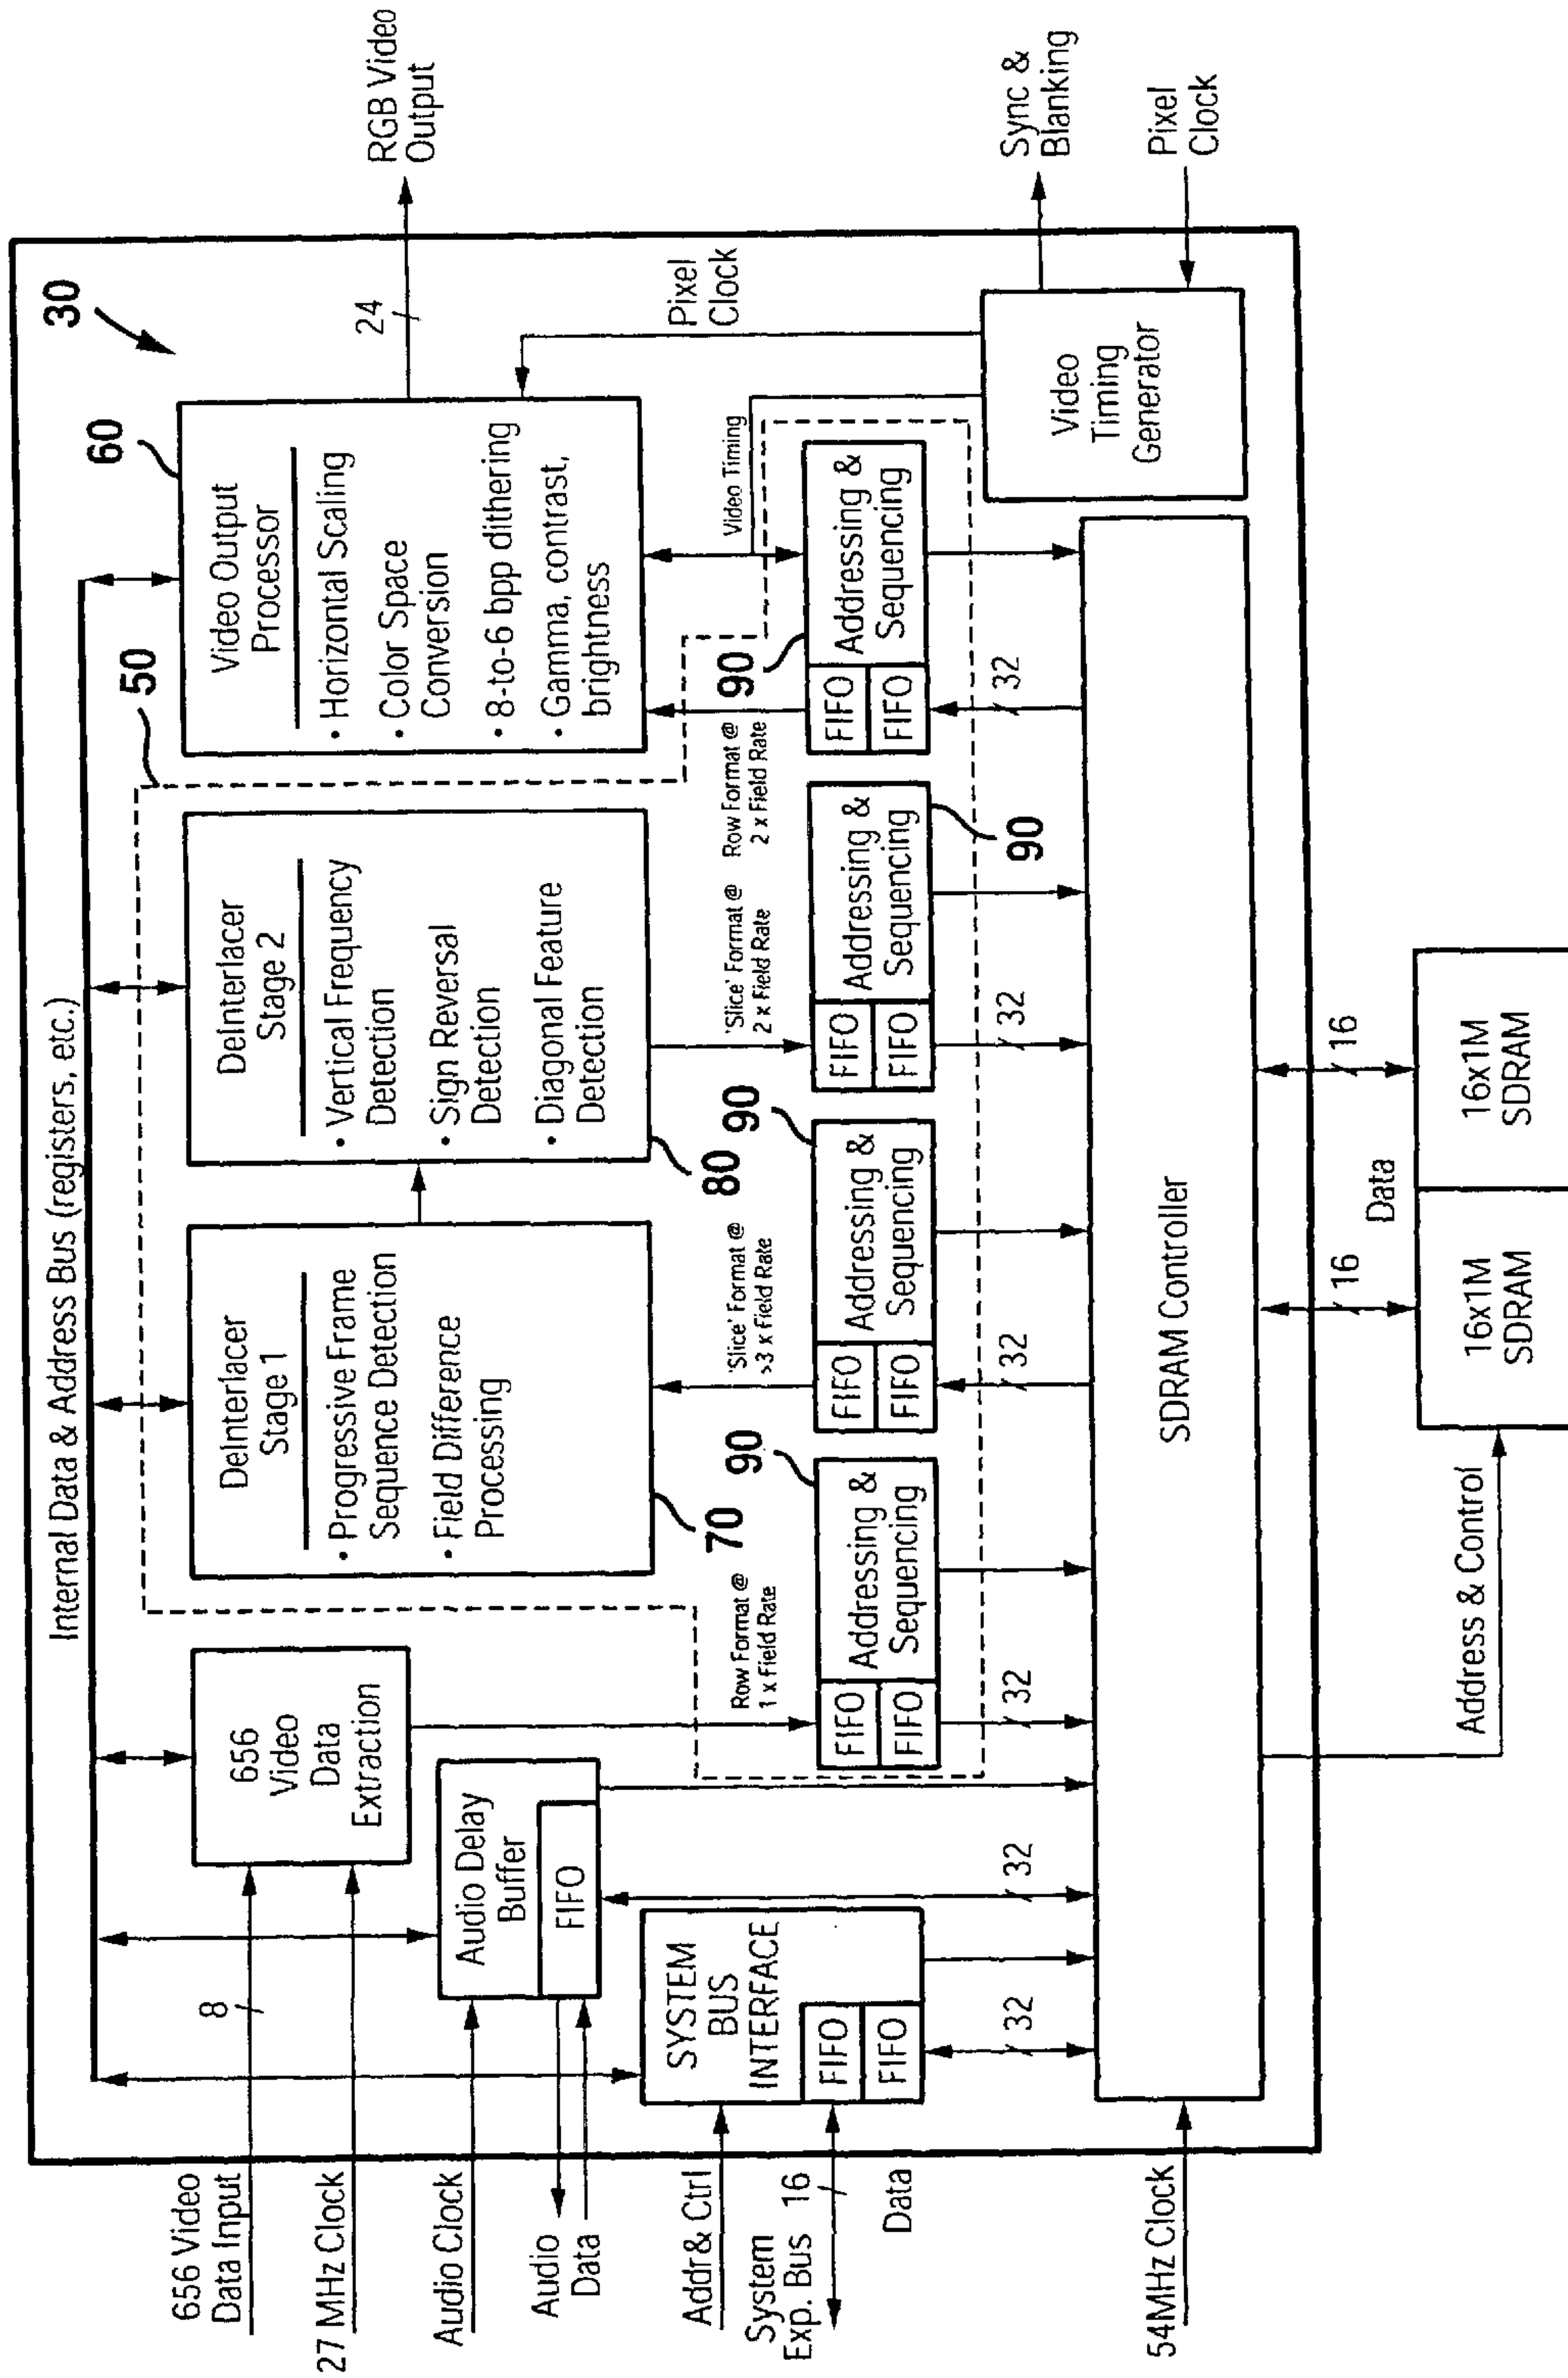 30
Internal Data & Address Bus (registers, etc.)
50
60
656 Video
Data Input
8
27 MHz Clock
656
Video
Data
Extraction
DeInterlacer
Stage 1
• Progressive Frame
Sequence Detection
• Field Difference
Processing
70
DeInterlacer
Stage 2
• Vertical Frequency
Detection
• Sign Reversal
Detection
• Diagonal Feature
Detection
80
Video Output
Processor
• Horizontal Scaling
• Color Space
Conversion
• 8-to-6 bpp dithering
• Gamma, contrast,
brightness
24
RGB Video
Output
Pixel
Clock
Video Timing
Audio Clock
Audio
Data
Audio Delay
Buffer
FIFO
32
Addr& Ctrl
System
Exp. Bus
16
Data
SYSTEM
BUS
INTERFACE
FIFO
FIFO
32
Row Format @
1 x Field Rate
90
FIFO
FIFO
Addressing &
Sequencing
32
'Slice' Format @
>3 x Field Rate
90
FIFO
FIFO
Addressing &
Sequencing
32
'Slice' Format @
2 x Field Rate
FIFO
FIFO
Addressing &
Sequencing
90
32
Row Format @
2 x Field Rate
90
FIFO
FIFO
Addressing &
Sequencing
32
Video
Timing
Generator
Sync &
Blanking
Pixel
Clock
54MHz Clock
SDRAM Controller
Address & Control
16
Data
16
16x1M
SDRAM
16x1M
SDRAM